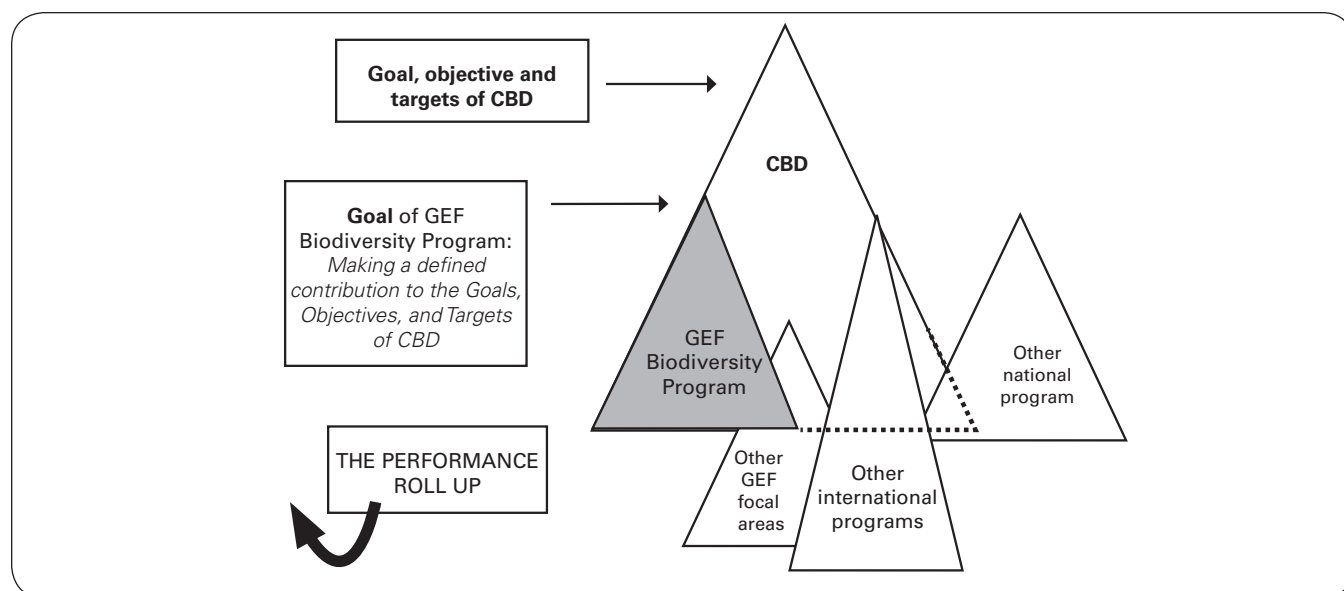 Goal, objective and
targets of CBD
CBD
Goal of GEF
Biodiversity Program:
Making a defined
contribution to the Goals,
Objectives, and Targets
of CBD
GEF
Biodiversity
Program
Other
national
program
THE PERFORMANCE
ROLL UP
Other
GEF
focal
areas
Other
international
programs